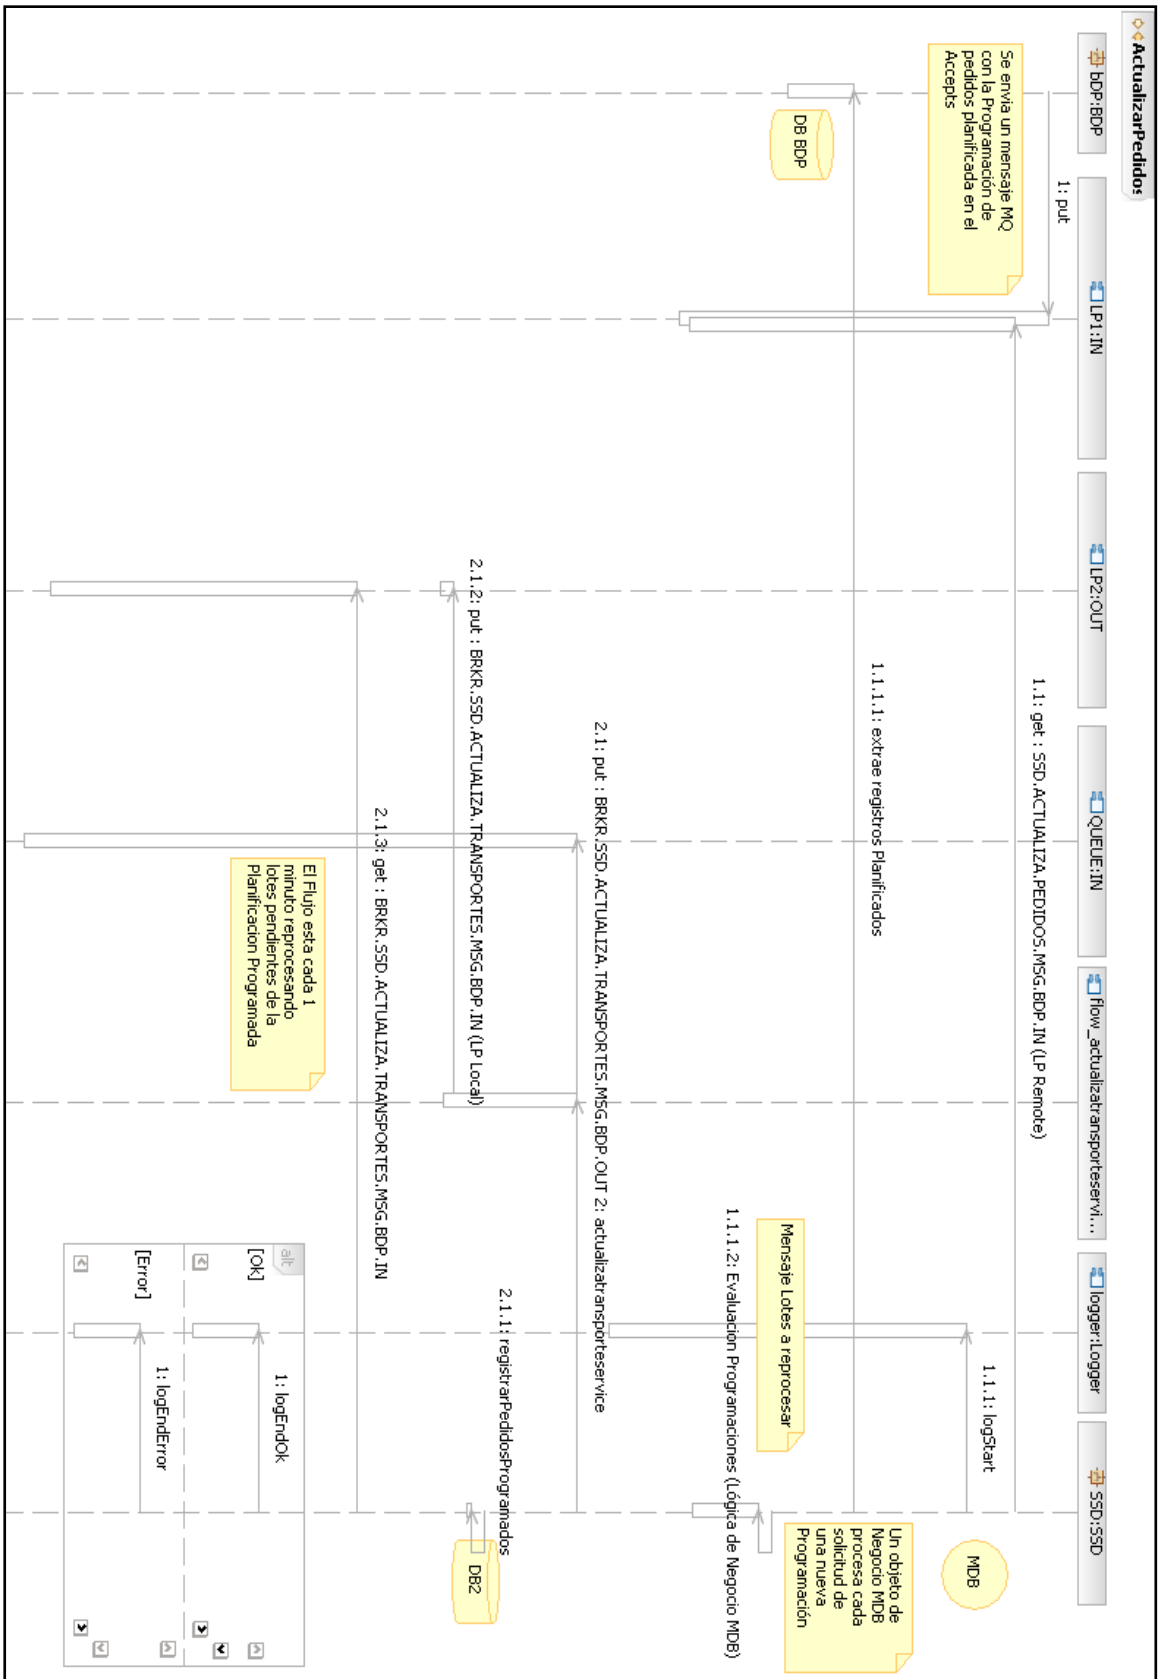 ActualizarPedidos
bDP:BDP
LP1:IN
LP2:OUT
QUEUE:IN
flow_actualizatransporteservi...
logger:Logger
SSD:SSD
1: put
Se envia un mensaje MQ
con la Programación de
pedidos planificada en el
Accepts
1.1: get : SSD.ACTUALIZA.PEDIDOS.MSG.BDP.IN (LP Remote)
MDB
1.1.1: logStart
Un objeto de
Negocio MDB
procesa cada
solicitud de
una nueva
Programación
1.1.1.1: extrae registros Planificados
DB BDP
Mensaje Lotes a reprocesar
1.1.1.2: Evaluacion Programaciones (Lógica de Negocio MDB)
2.1: put : BRKR.SSD.ACTUALIZA.TRANSPORTES.MSG.BDP.OUT
2: actualizatransporteservice
2.1.1: registrarPedidosProgramados
DB2
2.1.2: put : BRKR.SSD.ACTUALIZA.TRANSPORTES.MSG.BDP.IN (LP Local)
2.1.3: get : BRKR.SSD.ACTUALIZA.TRANSPORTES.MSG.BDP.IN
El Flujo esta cada 1
minuto reprocesando
lotes pendientes de la
Planificacion Programada
alt
[Ok]
1: logEndOk
[Error]
1: logEndError